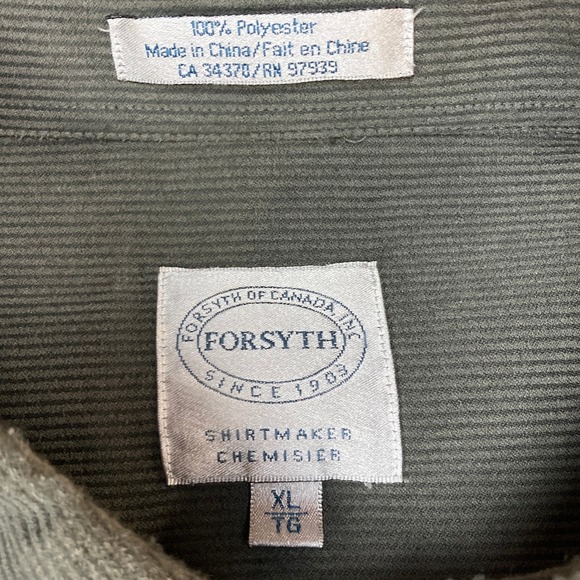 100% Polyester
Made in China/Fait en Chine
CA 34370/RN 97939
FORSYTH OF CANADA, INC
FORSYTH
SINCE 1903
SHIRTMAKER
CHEMISIER
XL
TG